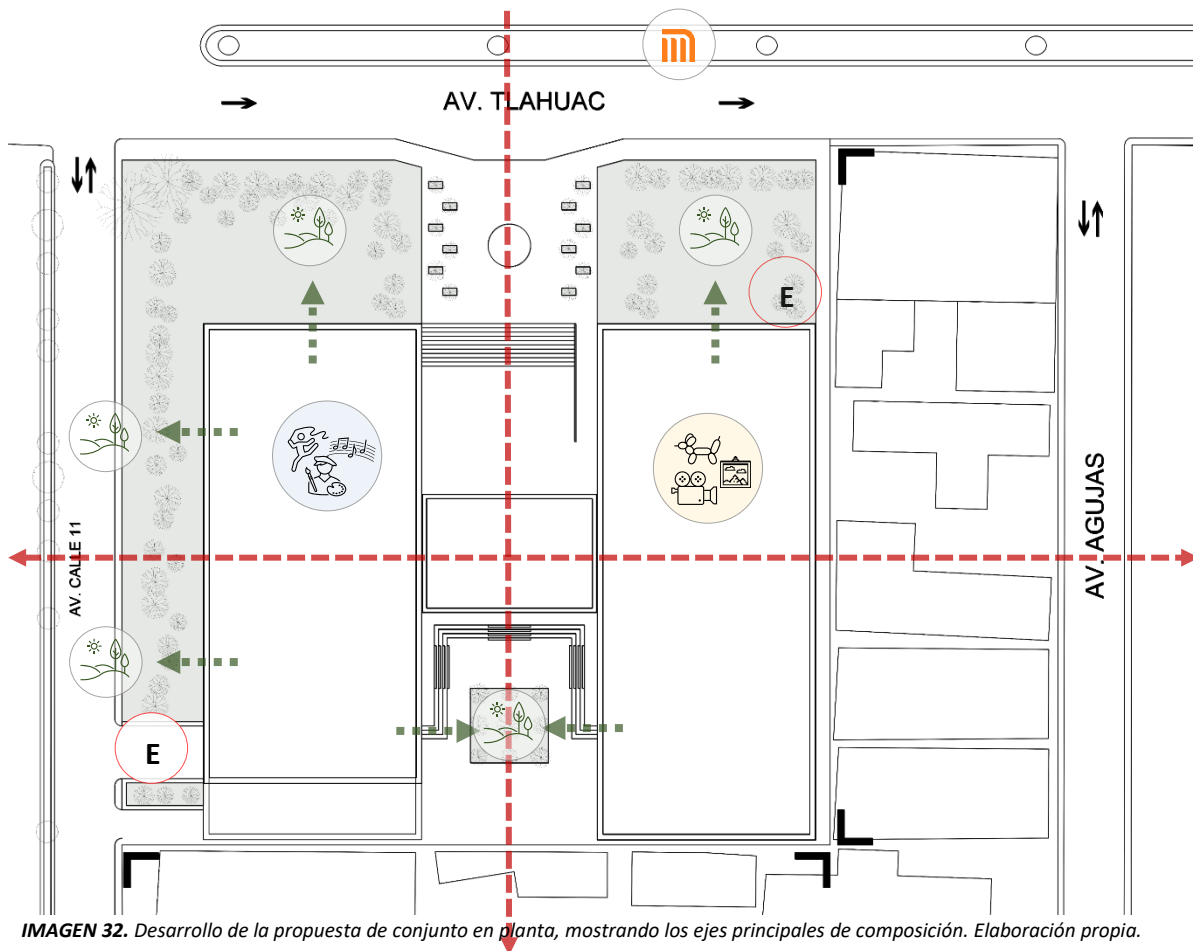 AV. TLAHUAC
E
AV. CALLE 11
AV. AGUJAS
E
IMAGEN 32. Desarrollo de la propuesta de conjunto en planta, mostrando los ejes principales de composición. Elaboración propia.